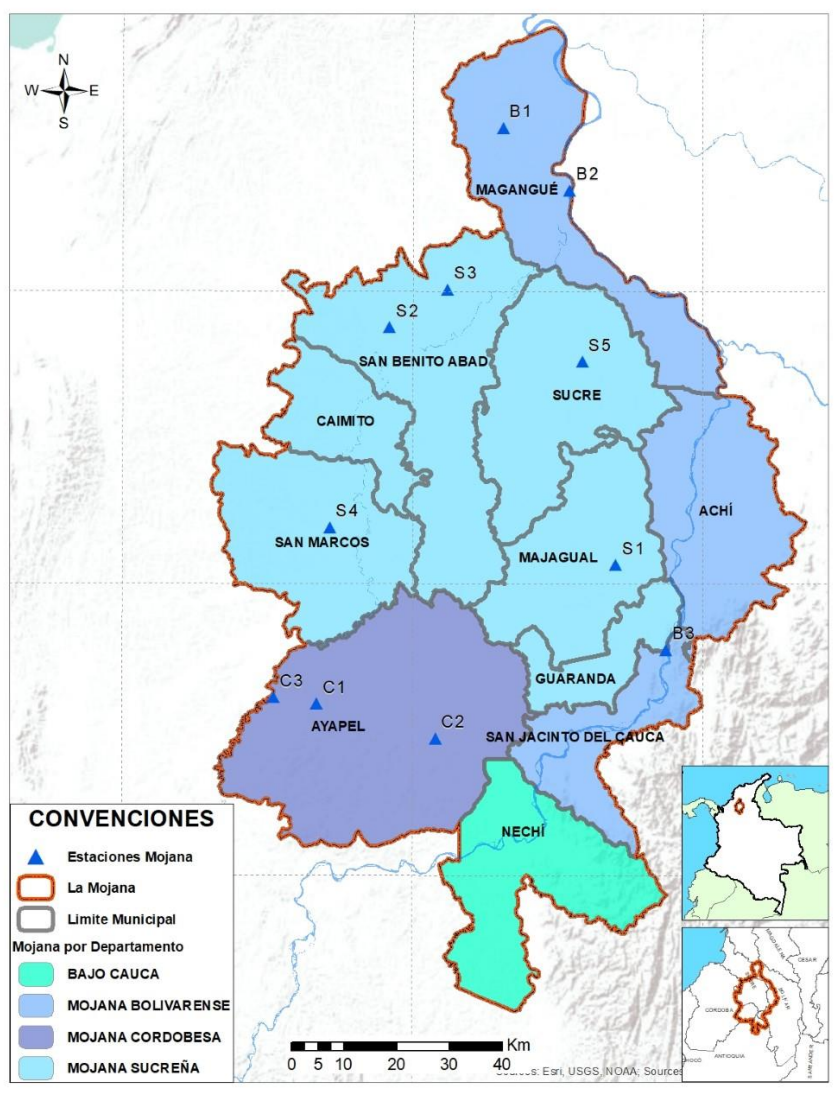 N
W E
S
B1
B2
MAGANGUÉ
S3
S2
S5
SAN BENITO ABAD
SUCRE
CAIMITO
ACHÍ
S4
SAN MARCOS
MAJAGUAL
S1
B3
GUARANDA
C3
C1
AYAPEL
C2
SAN JACINTO DEL CAUCA
NECHÍ
CONVENCIONES
Estaciones Mojana
La Mojana
Limite Municipal
Mojana por Departamento
BAJO CAUCA
MOJANA BOLIVARENSE
MOJANA CORDOBESA
MOJANA SUCREÑA
Km
0 5 10 20 30 40
Sources: Esri, USGS, NOAA; Sources
CESAR
CORDOBA
ANTIOQUIA